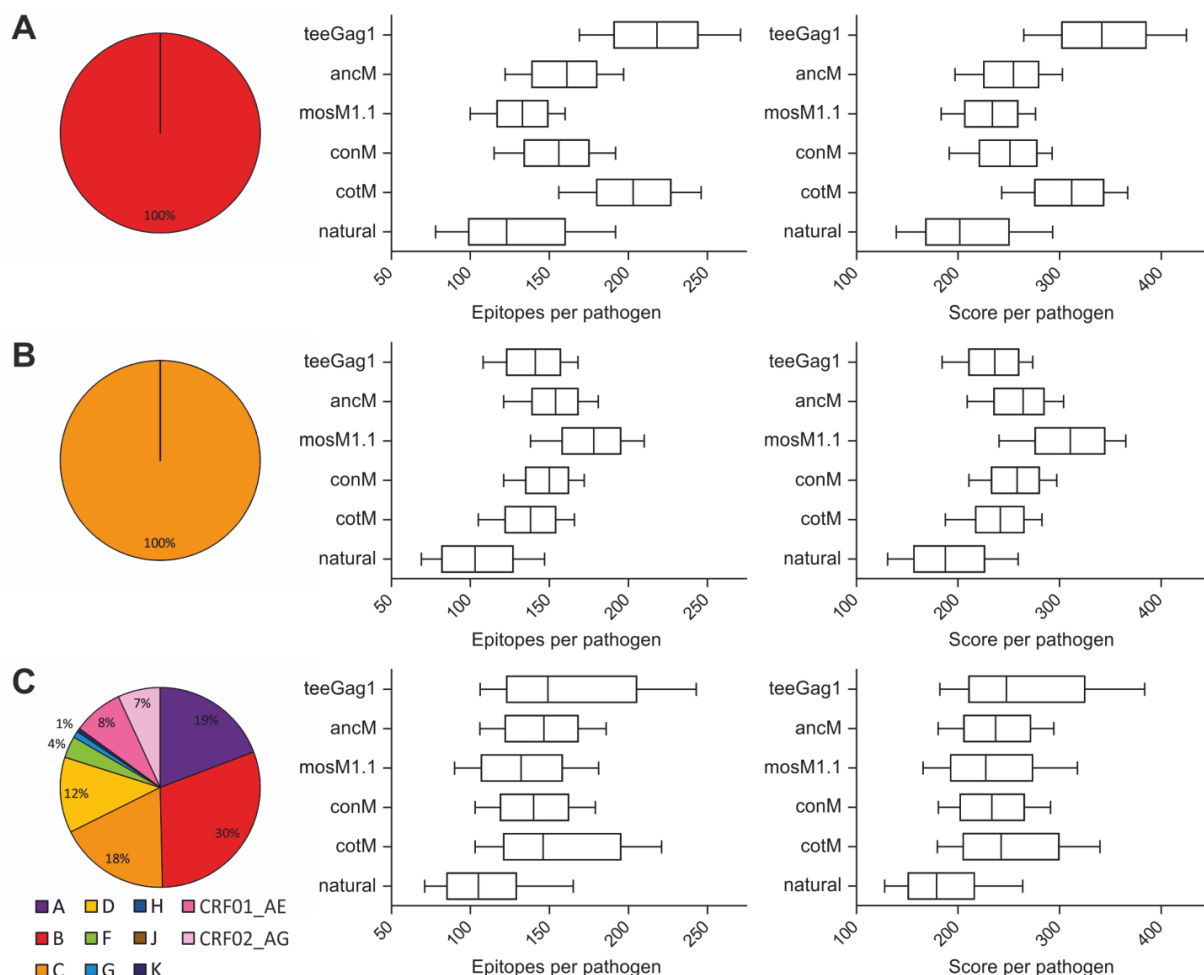 A
100%
teeGag1
ancM
mosM1.1
conM
cotM
natural
50 100 150 200 250
Epitopes per pathogen
teeGag1
ancM
mosM1.1
conM
cotM
natural
100 200 300 400
Score per pathogen
B
100%
teeGag1
ancM
mosM1.1
conM
cotM
natural
50 100 150 200 250
Epitopes per pathogen
teeGag1
ancM
mosM1.1
conM
cotM
natural
100 200 300 400
Score per pathogen
C
7%
8%
1%
4%
12%
18%
30%
19%
A D H CRF01_AE
B F J CRF02_AG
C G K
teeGag1
ancM
mosM1.1
conM
cotM
natural
50 100 150 200 250
Epitopes per pathogen
teeGag1
ancM
mosM1.1
conM
cotM
natural
100 200 300 400
Score per pathogen